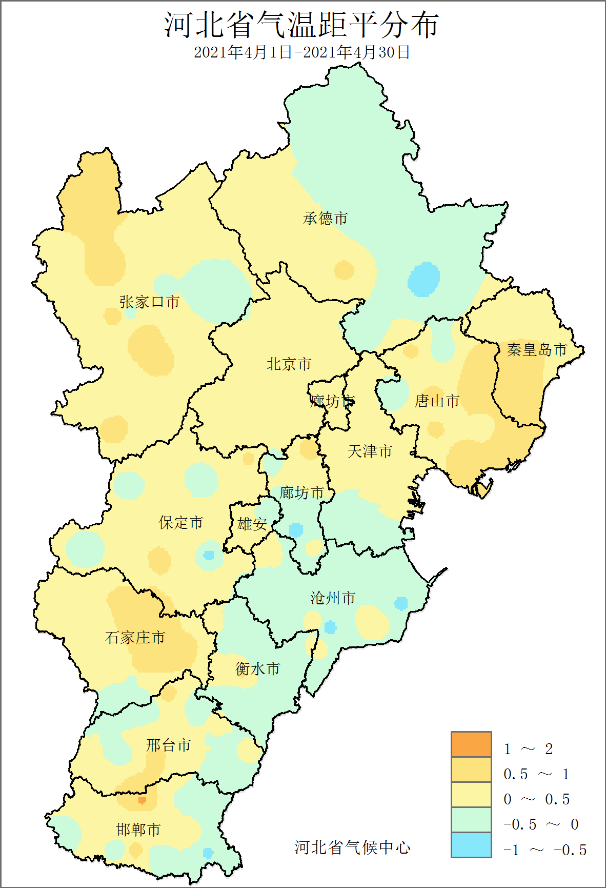 河北省气温距平分布
2021年4月1日-2021年4月30日
承德市
张家口市
秦皇岛市
北京市
廊坊市
唐山市
天津市
廊坊市
保定市
雄安
沧州市
石家庄市
衡水市
邢台市
邯郸市
1 ～ 2
0.5 ～ 1
0 ～ 0.5
-0.5 ～ 0
-1 ～ -0.5
河北省气候中心